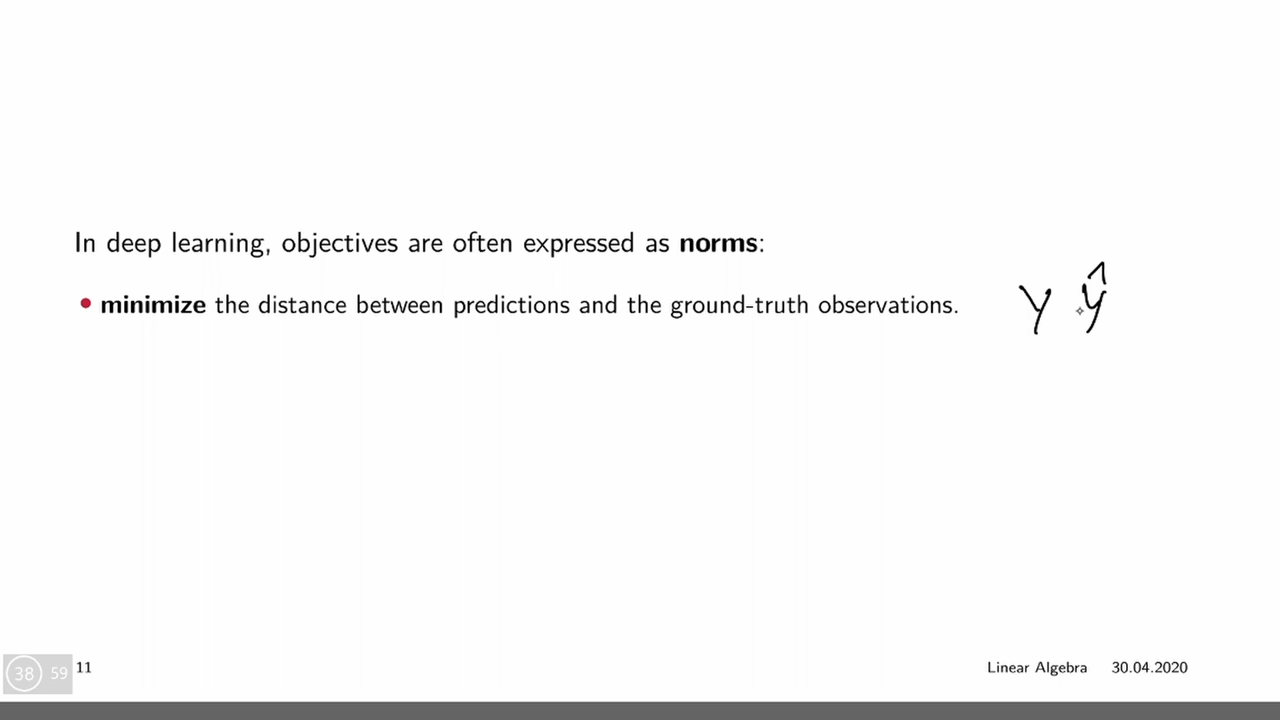 In deep learning, objectives are often expressed as norms:
• minimize the distance between predictions and the ground-truth observations.
y ŷ
38 59
11
Linear Algebra 30.04.2020